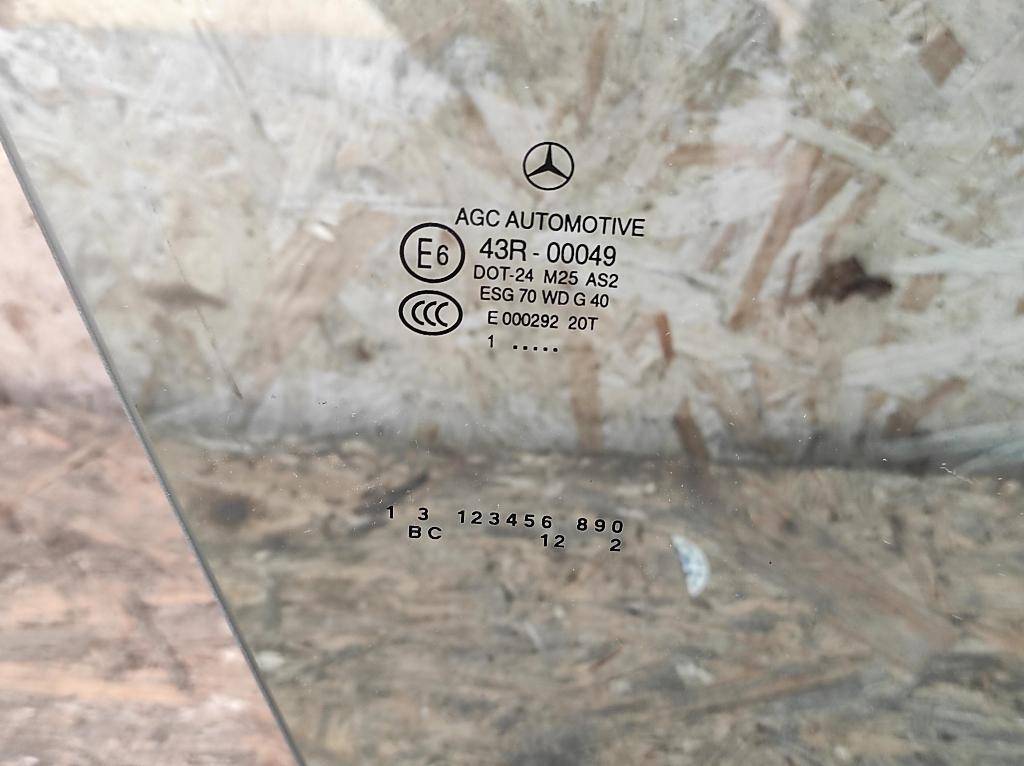 AGC AUTOMOTIVE
E6 43R - 00049
DOT-24 M25 AS2
CCC ESG 70 WD G 40
E 000292 20T
1 .....
1 3 123456 890
BC 12 2